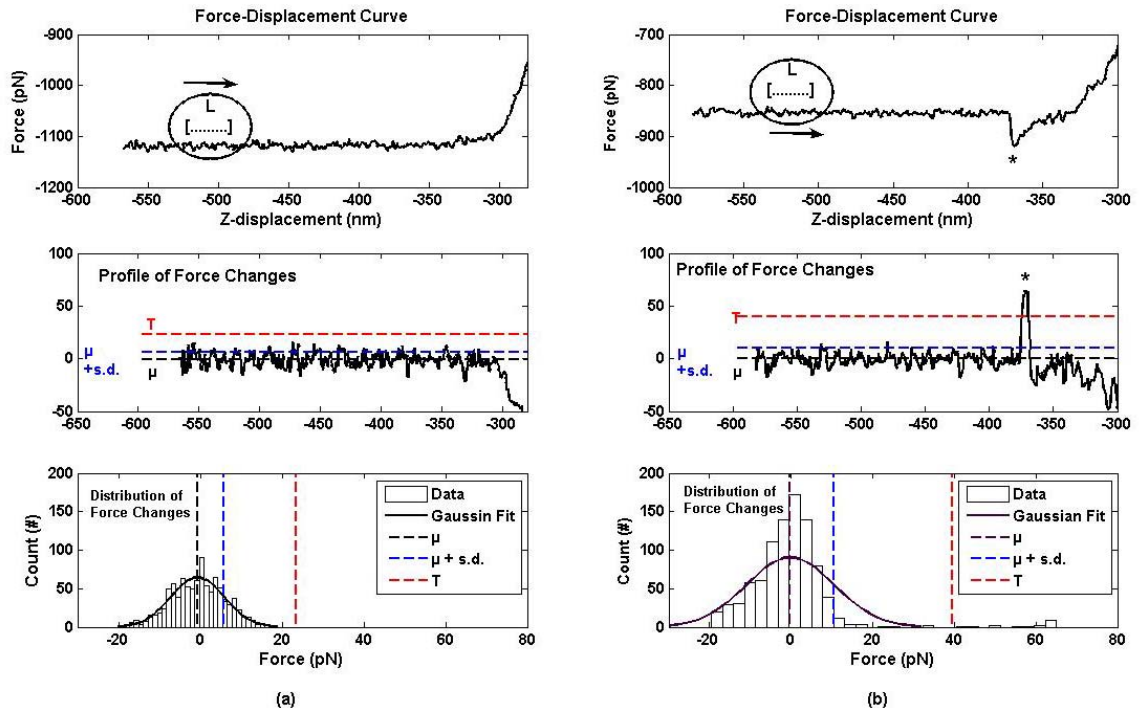 Force-Displacement Curve
Force (pN)
-900
-1000
-1100
-1200
L
[........]
-600 -550 -500 -450 -400 -350 -300
Z-displacement (nm)
Profile of Force Changes
100
50
0
-50
T
µ
+s.d.
µ
-650 -600 -550 -500 -450 -400 -350 -300
Distribution of
Force Changes
Count (#)
200
150
100
50
0
Data
Gaussin Fit
µ
µ + s.d.
T
-20 0 20 40 60 80
Force (pN)
(a)
Force-Displacement Curve
Force (pN)
-700
-800
-900
-1000
L
[........]
*
-600 -550 -500 -450 -400 -350 -300
Z-displacement (nm)
Profile of Force Changes
*
100
50
0
-50
T
µ
+s.d.
µ
-650 -600 -550 -500 -450 -400 -350 -300
Distribution of
Force Changes
Count (#)
200
150
100
50
0
Data
Gaussian Fit
µ
µ + s.d.
T
-20 0 20 40 60 80
Force (pN)
(b)